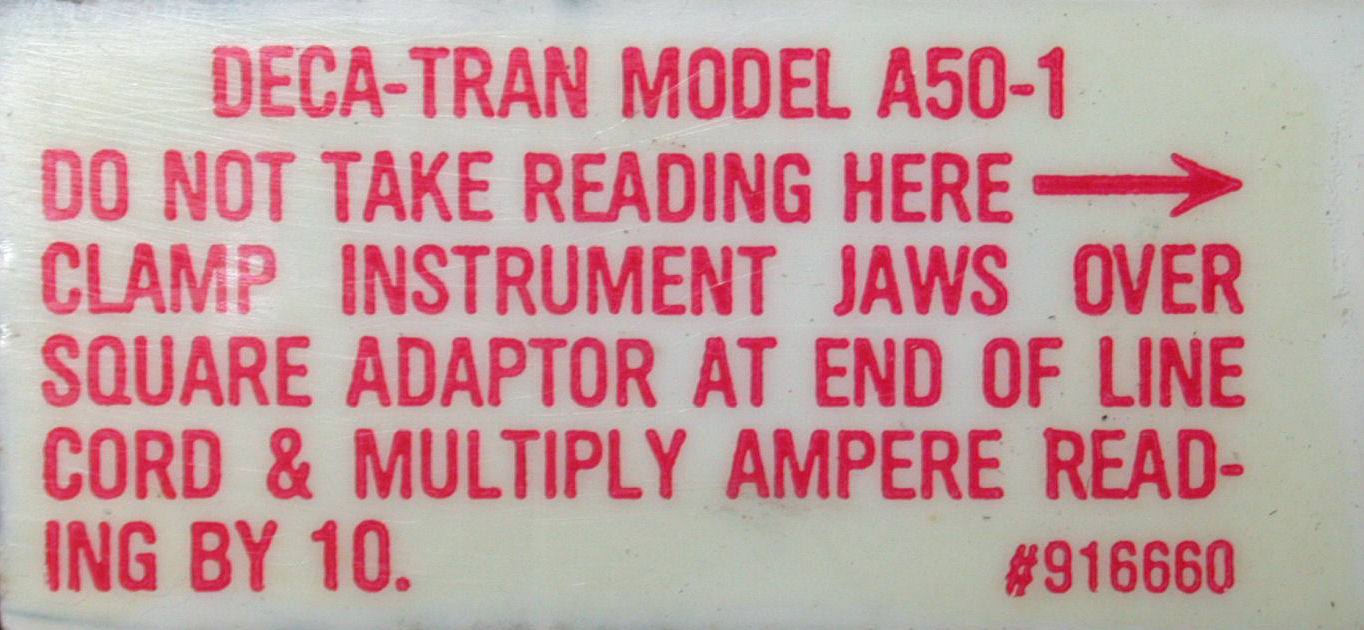 DECA-TRAN MODEL A50-1
DO NOT TAKE READING HERE →
CLAMP INSTRUMENT JAWS OVER
SQUARE ADAPTOR AT END OF LINE
CORD & MULTIPLY AMPERE READ-
ING BY 10.
#916660